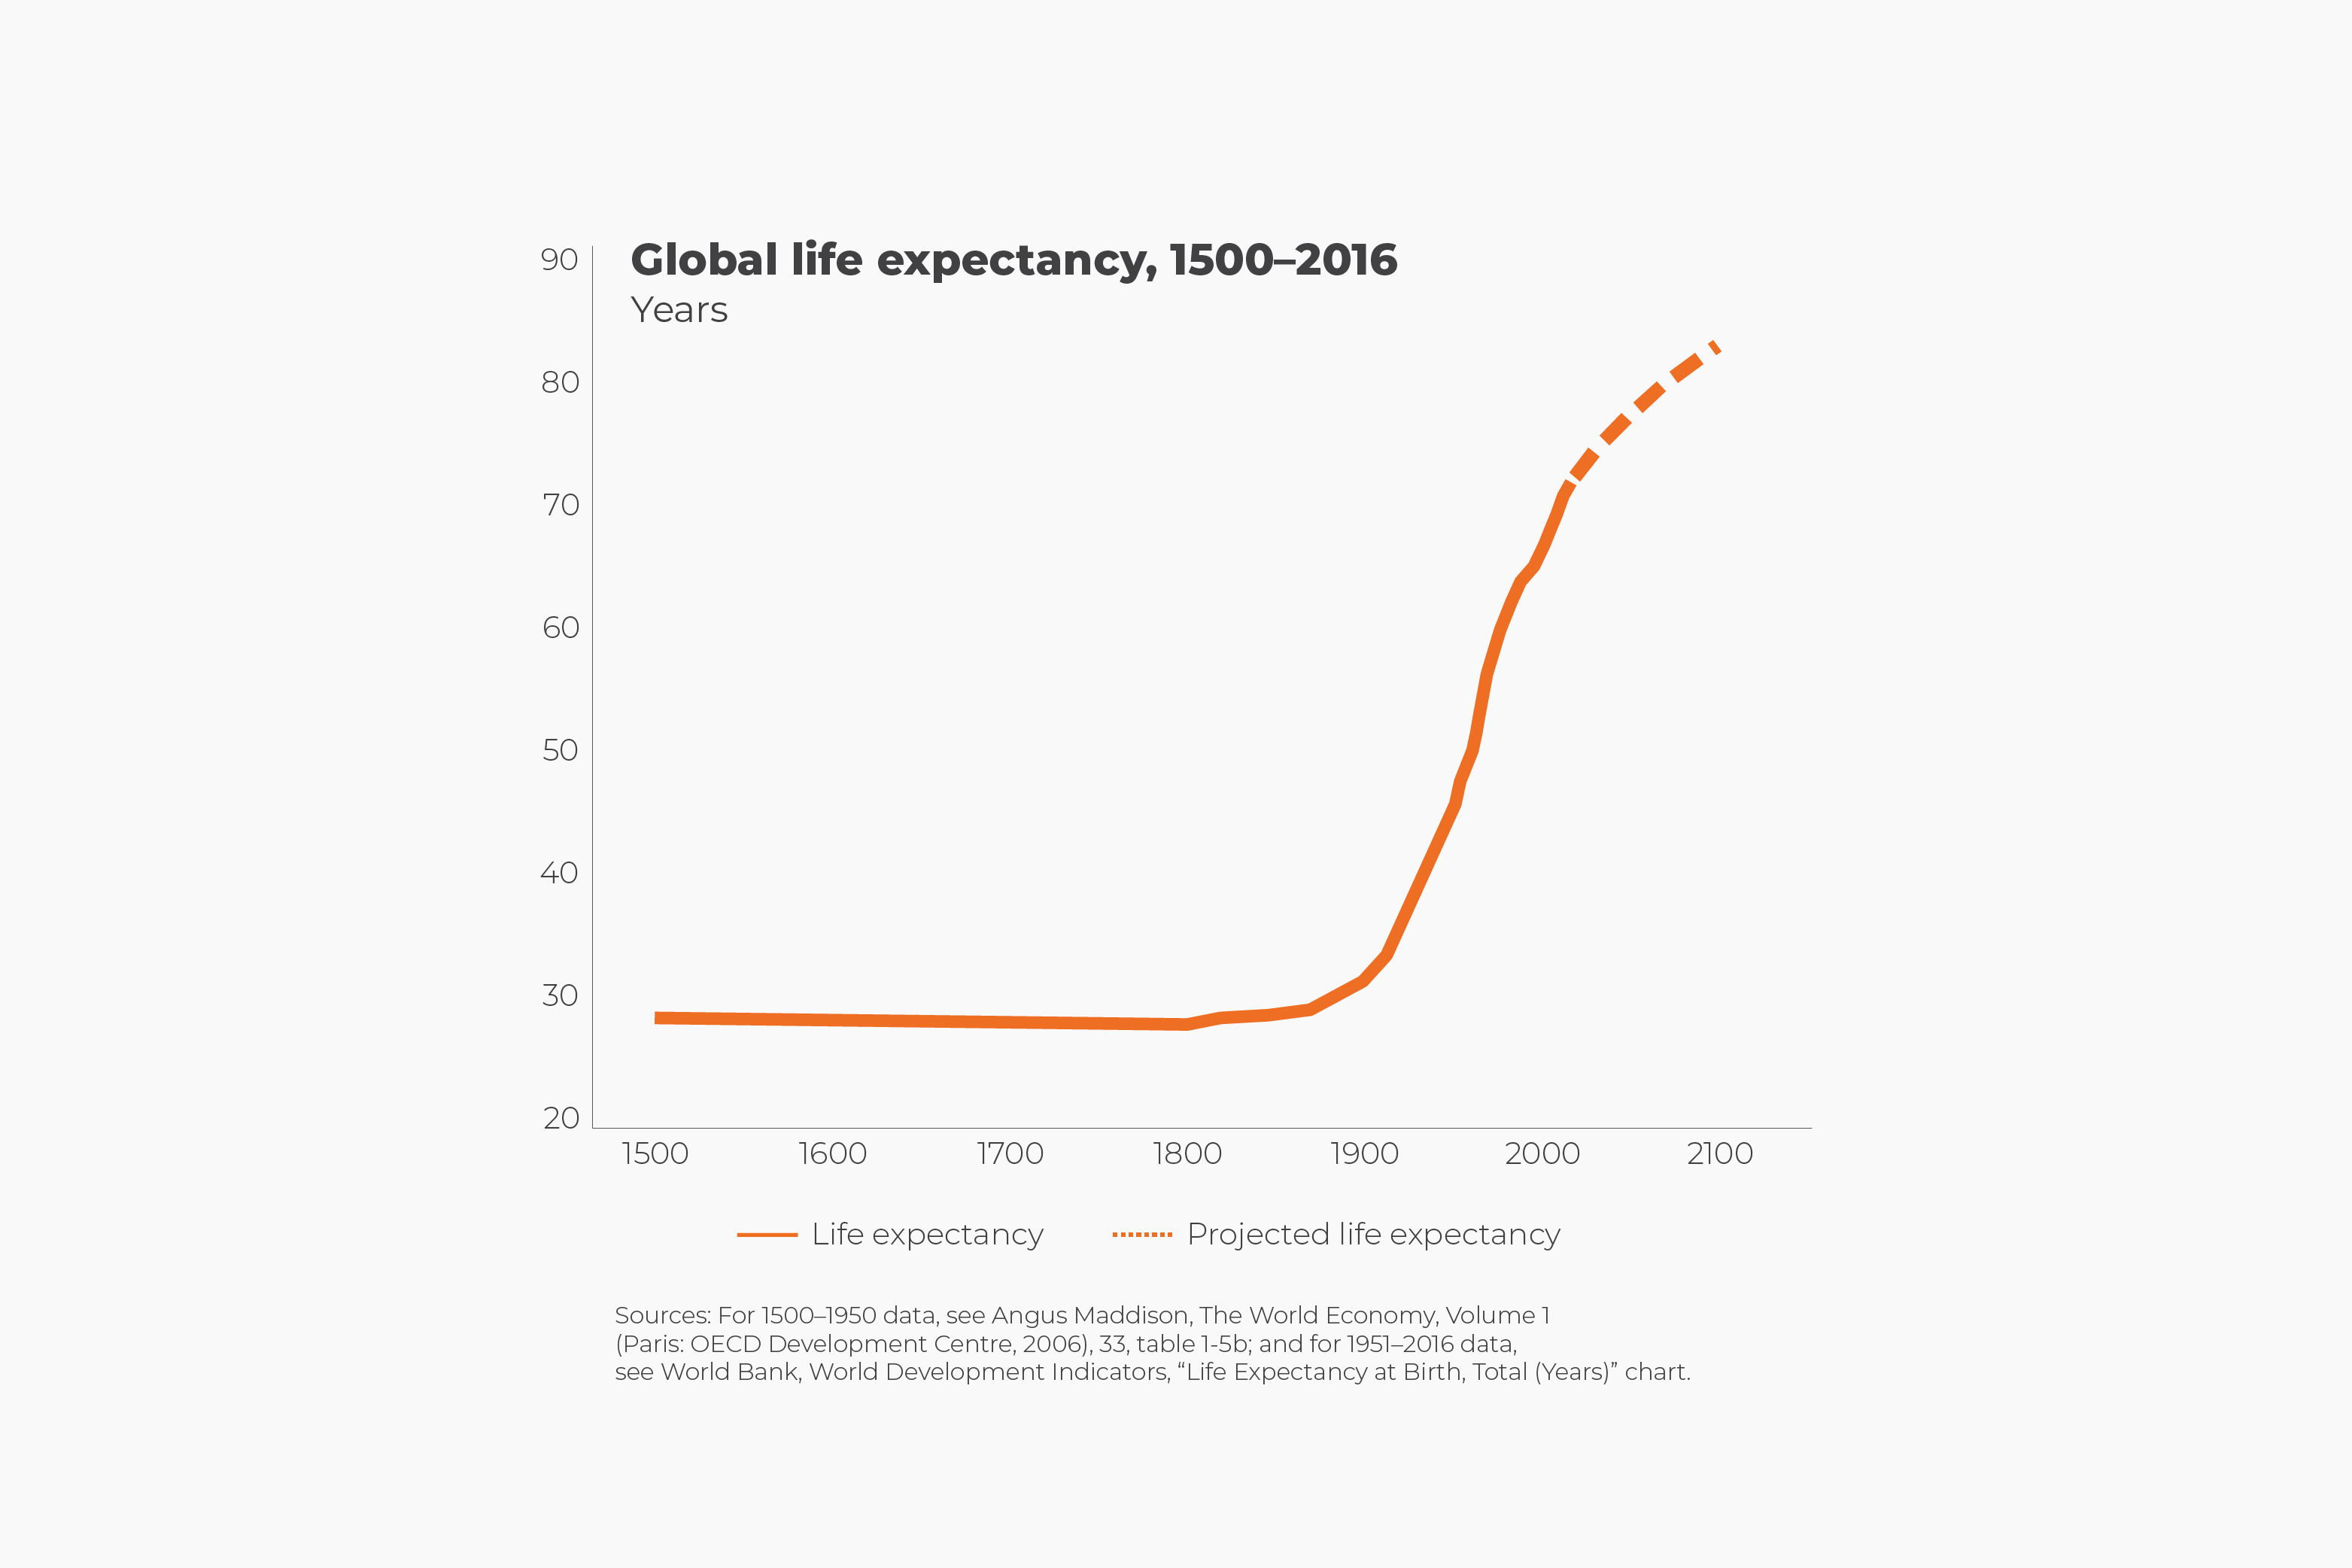 Global life expectancy, 1500–2016
Years
90
80
70
60
50
40
30
20
1500 1600 1700 1800 1900 2000 2100
Life expectancy Projected life expectancy
Sources: For 1500–1950 data, see Angus Maddison, The World Economy, Volume 1
(Paris: OECD Development Centre, 2006), 33, table 1-5b; and for 1951–2016 data,
see World Bank, World Development Indicators, “Life Expectancy at Birth, Total (Years)” chart.